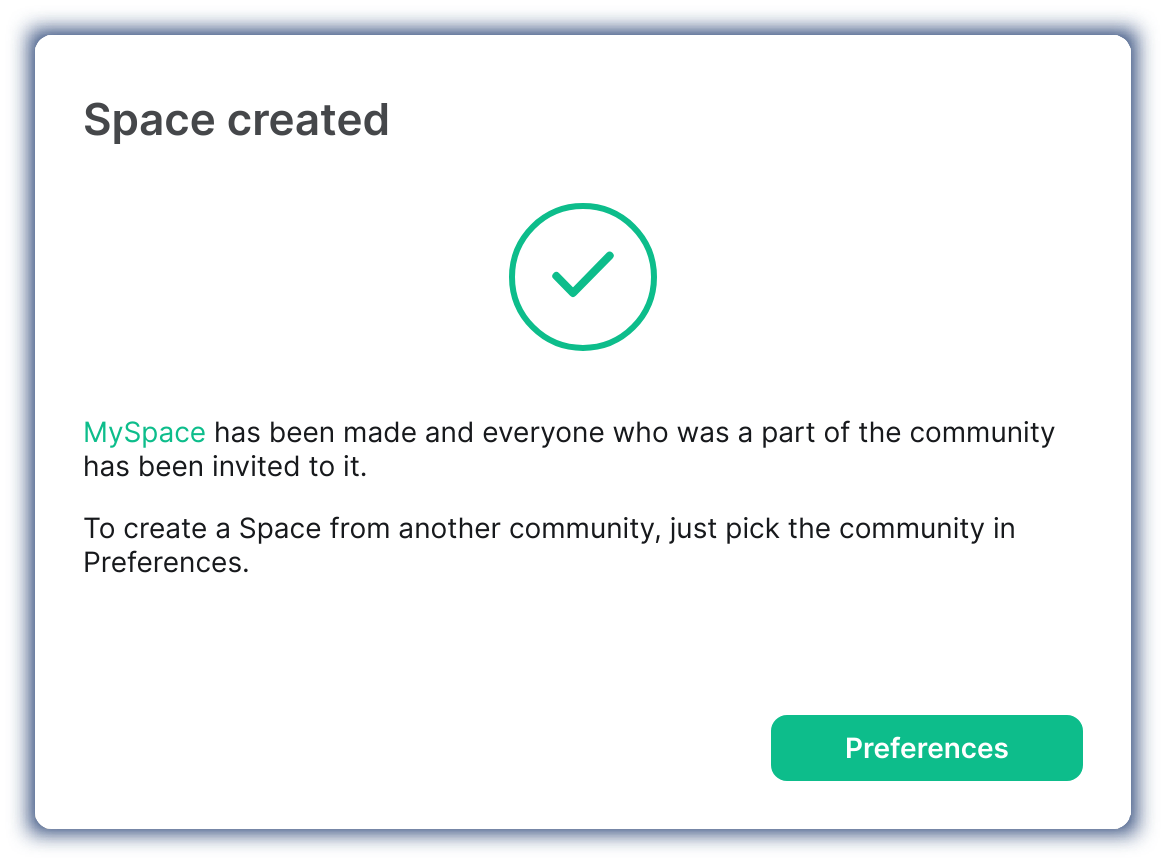 Space created
MySpace has been made and everyone who was a part of the community
has been invited to it.
To create a Space from another community, just pick the community in
Preferences.
Preferences